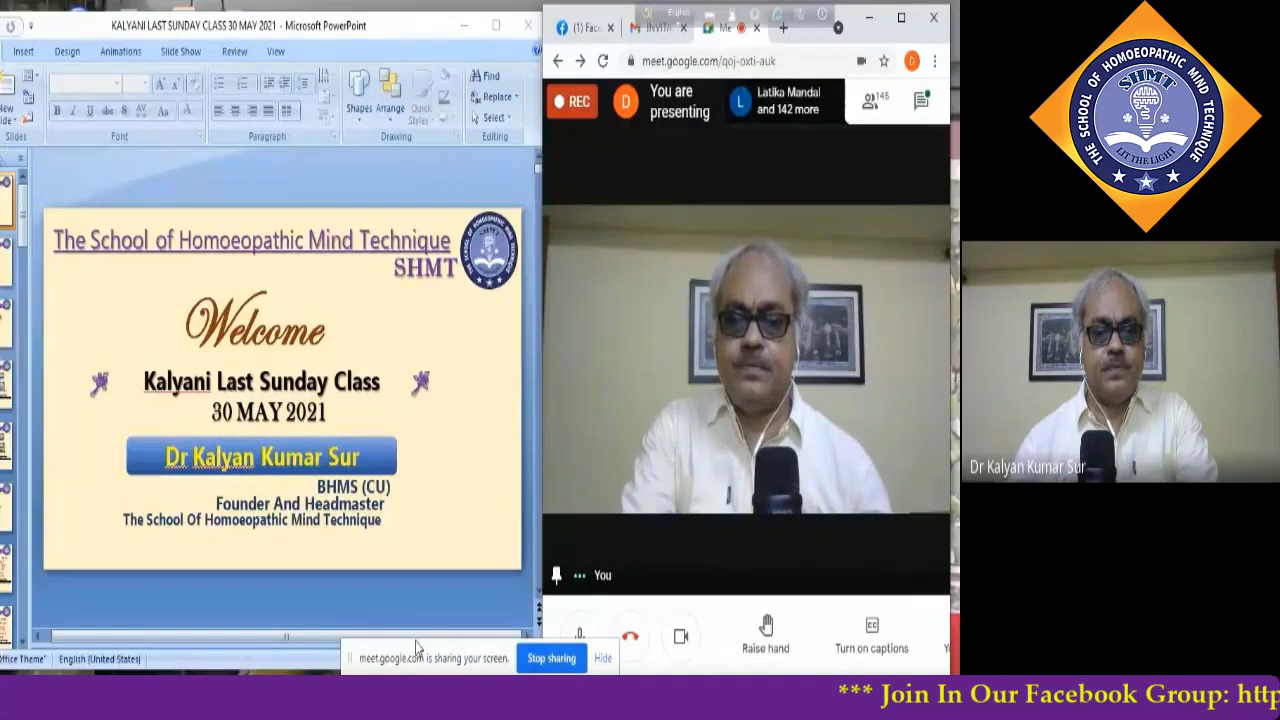 KALYANI LAST SUNDAY CLASS 30 MAY 2021 - Microsoft PowerPoint
Insert Design Animations Slide Show Review View
Find
Replace
Select
Shapes Arrange Quick Styles
Slides Font Paragraph Drawing Editing
The School of Homoeopathic Mind Technique
SHMT
Welcome
Kalyani Last Sunday Class
30 MAY 2021
Dr Kalyan Kumar Sur
BHMS (CU)
Founder And Headmaster
The School Of Homoeopathic Mind Technique
English (United States)
meet.google.com is sharing your screen.
Stop sharing
Hide
English
(1) Face
INVITA
Me
meet.google.com/qoj-oxti-auk
D
REC
D
You are
presenting
L
Latika Mandal
and 142 more
145
You
Raise hand
Turn on captions
THE SCHOOL OF HOMOEOPATHIC MIND TECHNIQUE
SHMT
LIT THE LIGHT
Dr Kalyan Kumar Sur
*** Join In Our Facebook Group: http